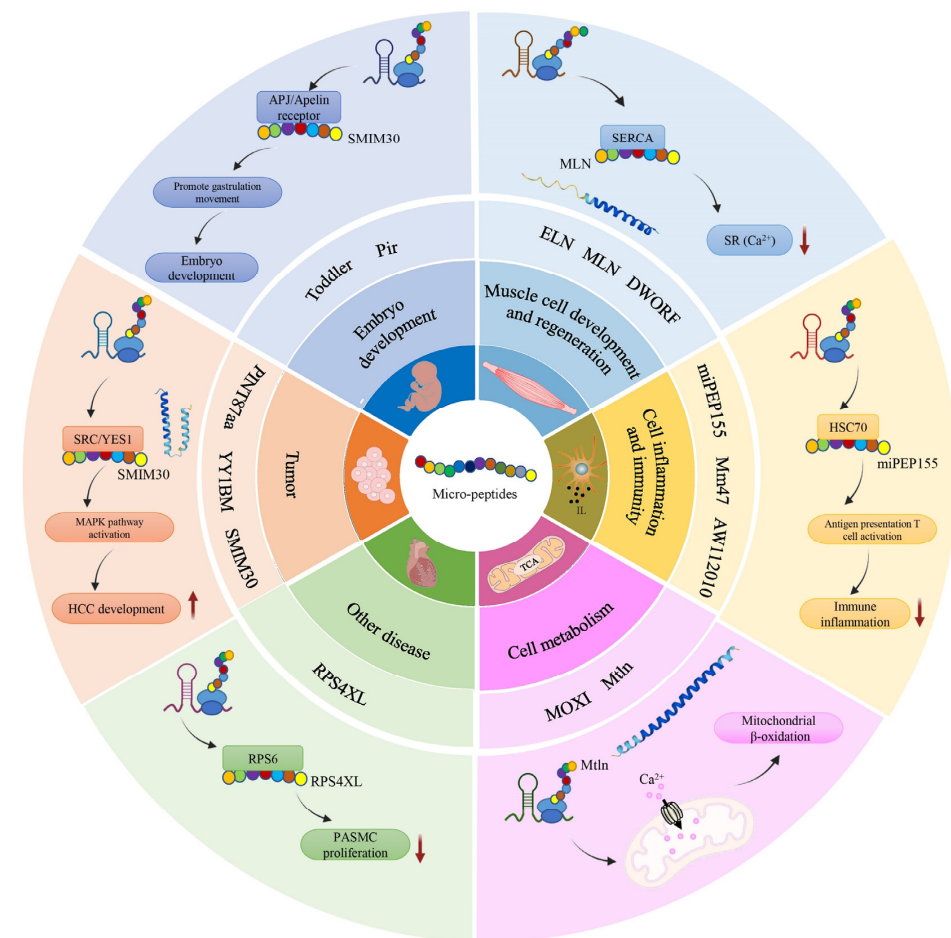 APJ/Apelin
receptor
SMIM30
Promote gastrulation
movement
Embryo
development
Toddler Pir
Embryo
development
SERCA
MLN
SR (Ca²⁺)
ELN MLN DWORF
Muscle cell development
and regeneration
HSC70
miPEP155
Antigen presentation T
cell activation
Immune
inflammation
miPEP155 Mm47 AW112010
Cell inflammation
and immunity
IL
SRC/YES1
SMIM30
MAPK pathway
activation
HCC development
PINT87aa YY1BM SMIM30
Tumor
Micro-peptides
TCA
Other disease
RPS4XL
RPS6
RPS4XL
PASMC
proliferation
Cell metabolism
MOXI Mtln
Mtln
Ca²⁺
Mitochondrial
β-oxidation